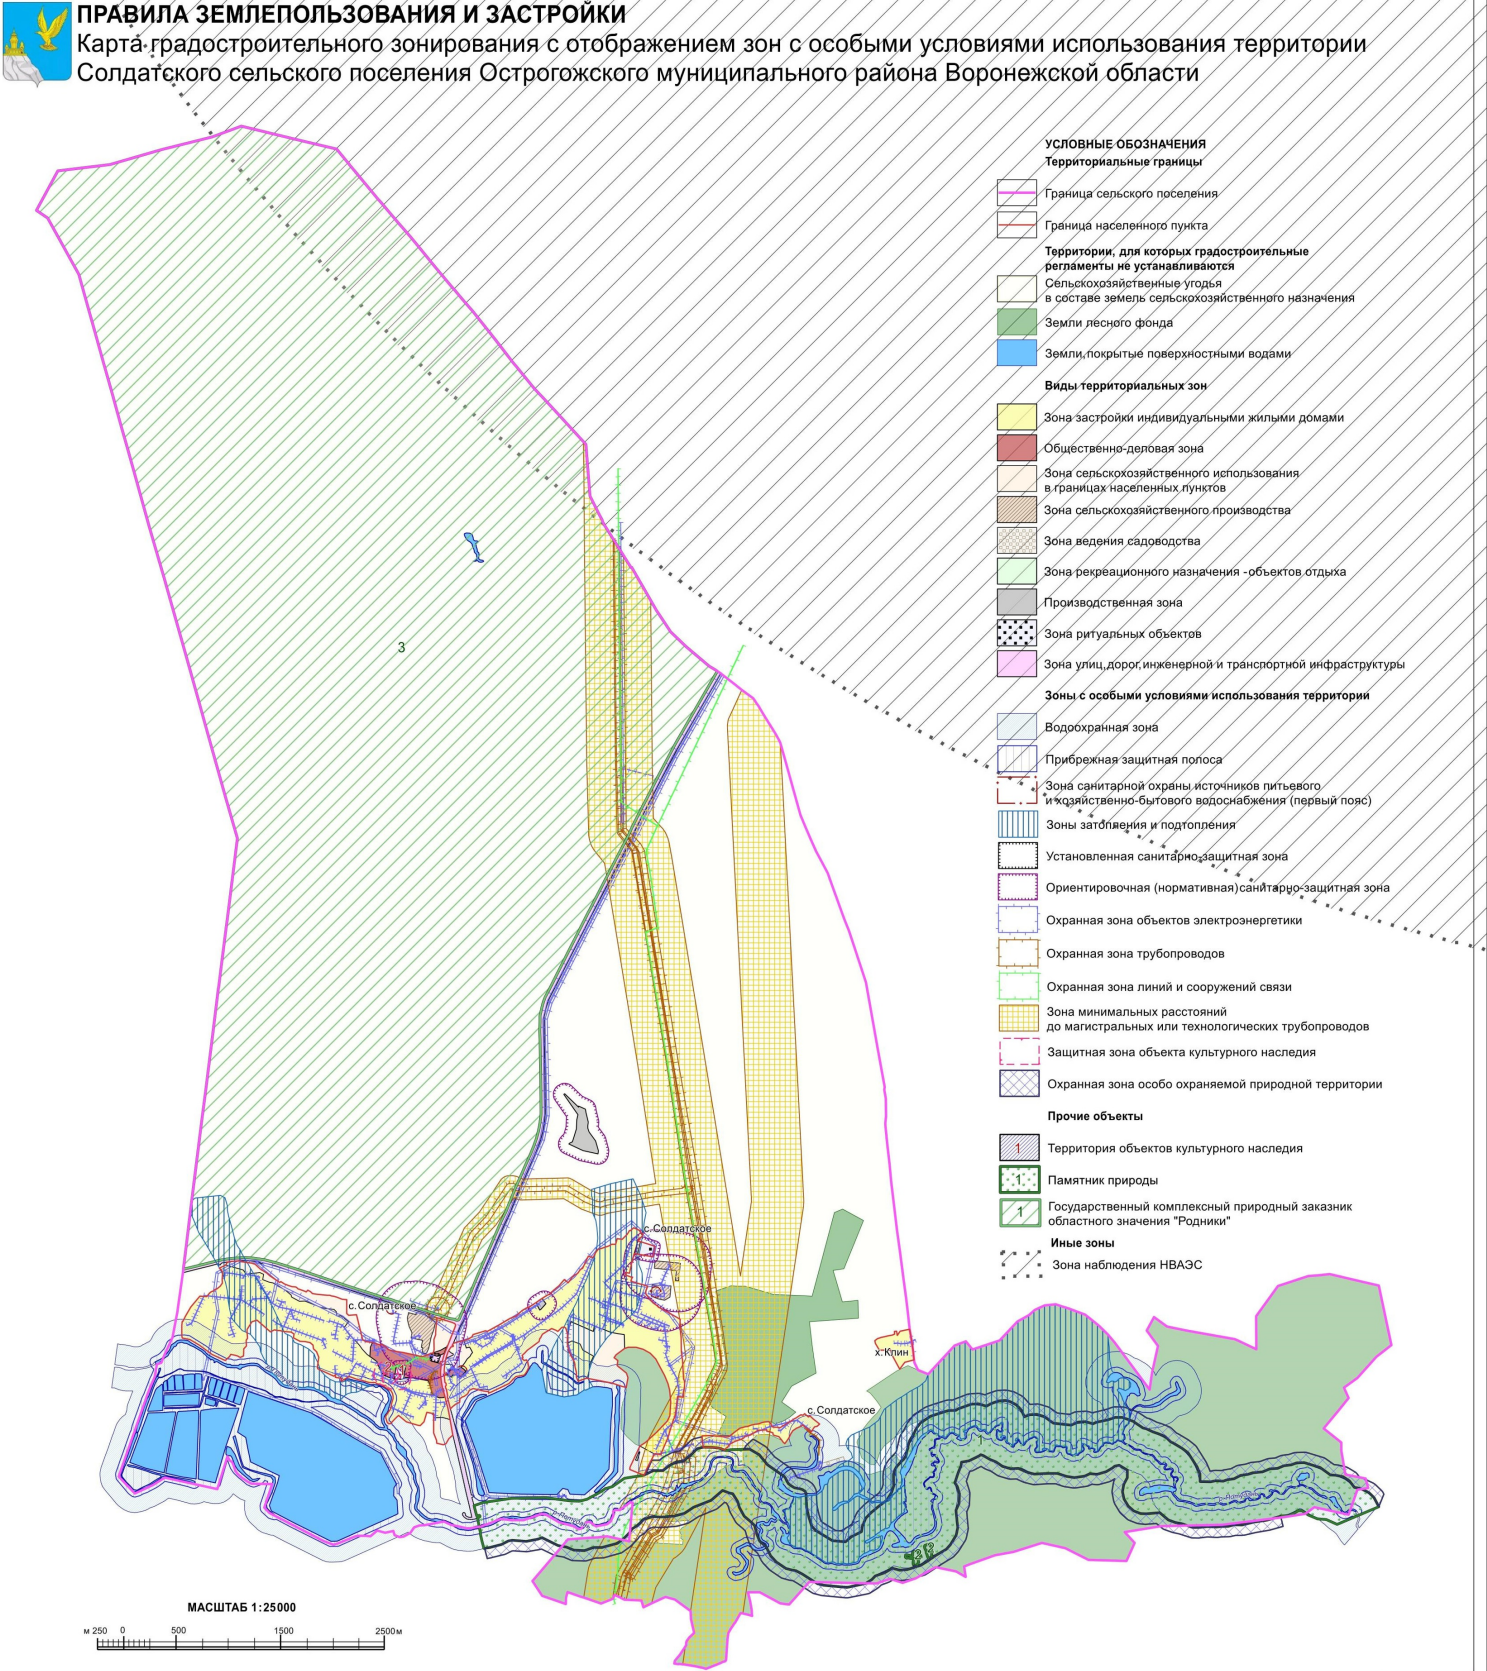 ПРАВИЛА ЗЕМЛЕПОЛЬЗОВАНИЯ И ЗАСТРОЙКИ
Карта градостроительного зонирования с отображением зон с особыми условиями использования территории
Солдатского сельского поселения Острогожского муниципального района Воронежской области
УСЛОВНЫЕ ОБОЗНАЧЕНИЯ
Территориальные границы
Граница сельского поселения
Граница населенного пункта
Территории, для которых градостроительные
регламенты не устанавливаются
Сельскохозяйственные угодья
в составе земель сельскохозяйственного назначения
Земли лесного фонда
Земли, покрытые поверхностными водами
Виды территориальных зон
Зона застройки индивидуальными жилыми домами
Общественно-деловая зона
Зона сельскохозяйственного использования
в границах населенных пунктов
Зона сельскохозяйственного производства
Зона ведения садоводства
Зона рекреационного назначения - объектов отдыха
Производственная зона
Зона ритуальных объектов
Зона улиц, дорог, инженерной и транспортной инфраструктуры
Зоны с особыми условиями использования территории
Водоохранная зона
Прибрежная защитная полоса
Зона санитарной охраны источников питьевого
и хозяйственно-бытового водоснабжения (первый пояс)
Зоны затопления и подтопления
Установленная санитарно-защитная зона
Ориентировочная (нормативная) санитарно-защитная зона
Охранная зона объектов электроэнергетики
Охранная зона трубопроводов
Охранная зона линий и сооружений связи
Зона минимальных расстояний
до магистральных или технологических трубопроводов
Защитная зона объекта культурного наследия
Охранная зона особо охраняемой природной территории
Прочие объекты
1 Территория объектов культурного наследия
1 Памятник природы
1 Государственный комплексный природный заказник
областного значения "Родники"
Иные зоны
Зона наблюдения НВАЭС
3
с.Солдатское
с.Солдатское
х.Клин
с.Солдатское
МАСШТАБ 1:25000
м 250 0 500 1500 2500м